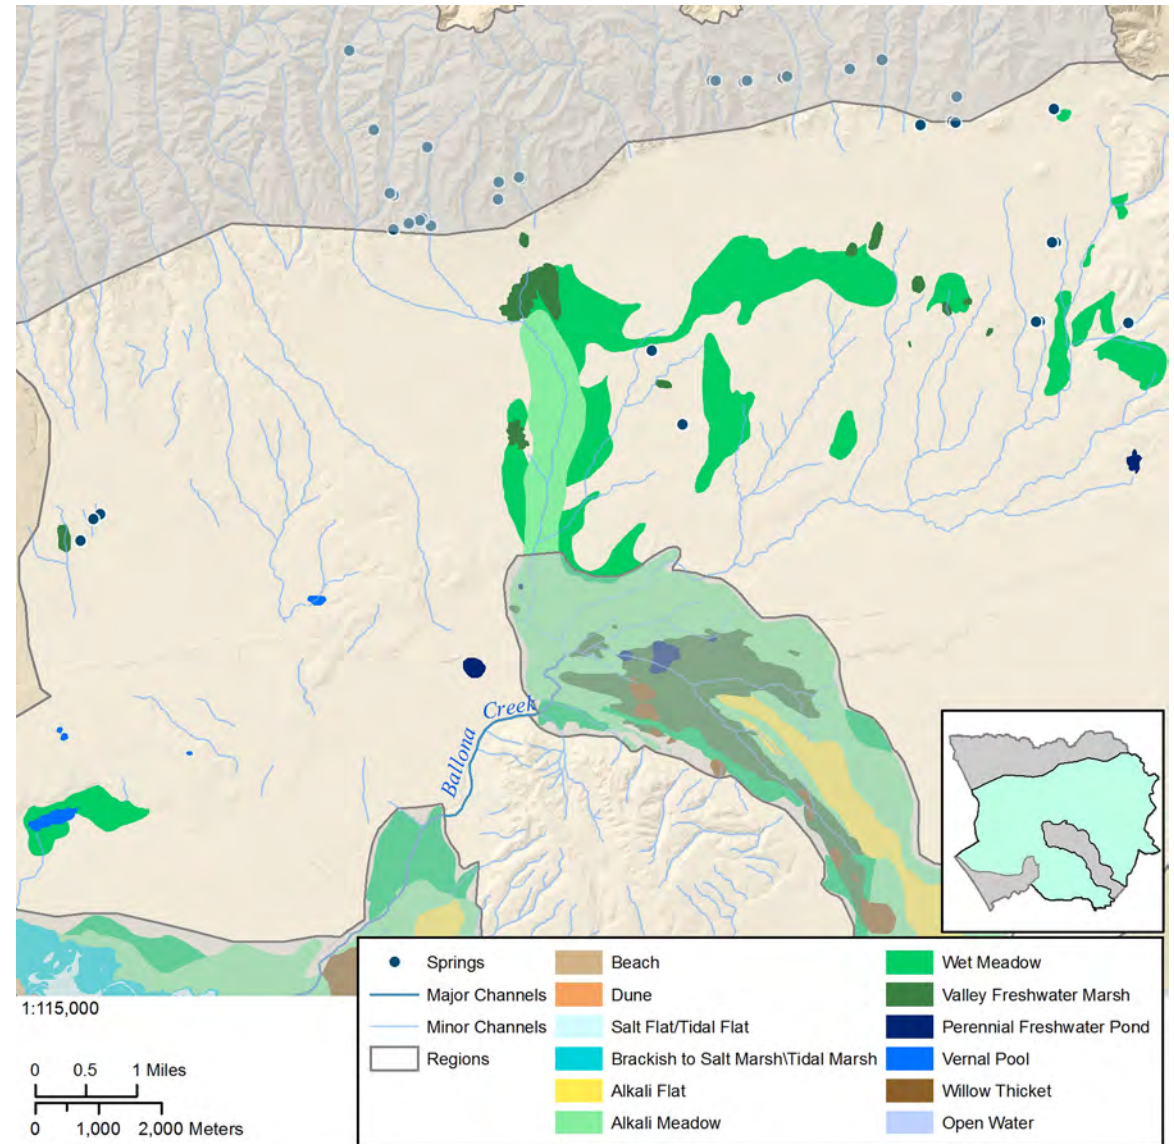 Ballona Creek
1:115,000
0 0.5 1 Miles
0 1,000 2,000 Meters
Springs
Major Channels
Minor Channels
Regions
Beach
Dune
Salt Flat/Tidal Flat
Brackish to Salt Marsh\Tidal Marsh
Alkali Flat
Alkali Meadow
Wet Meadow
Valley Freshwater Marsh
Perennial Freshwater Pond
Vernal Pool
Willow Thicket
Open Water